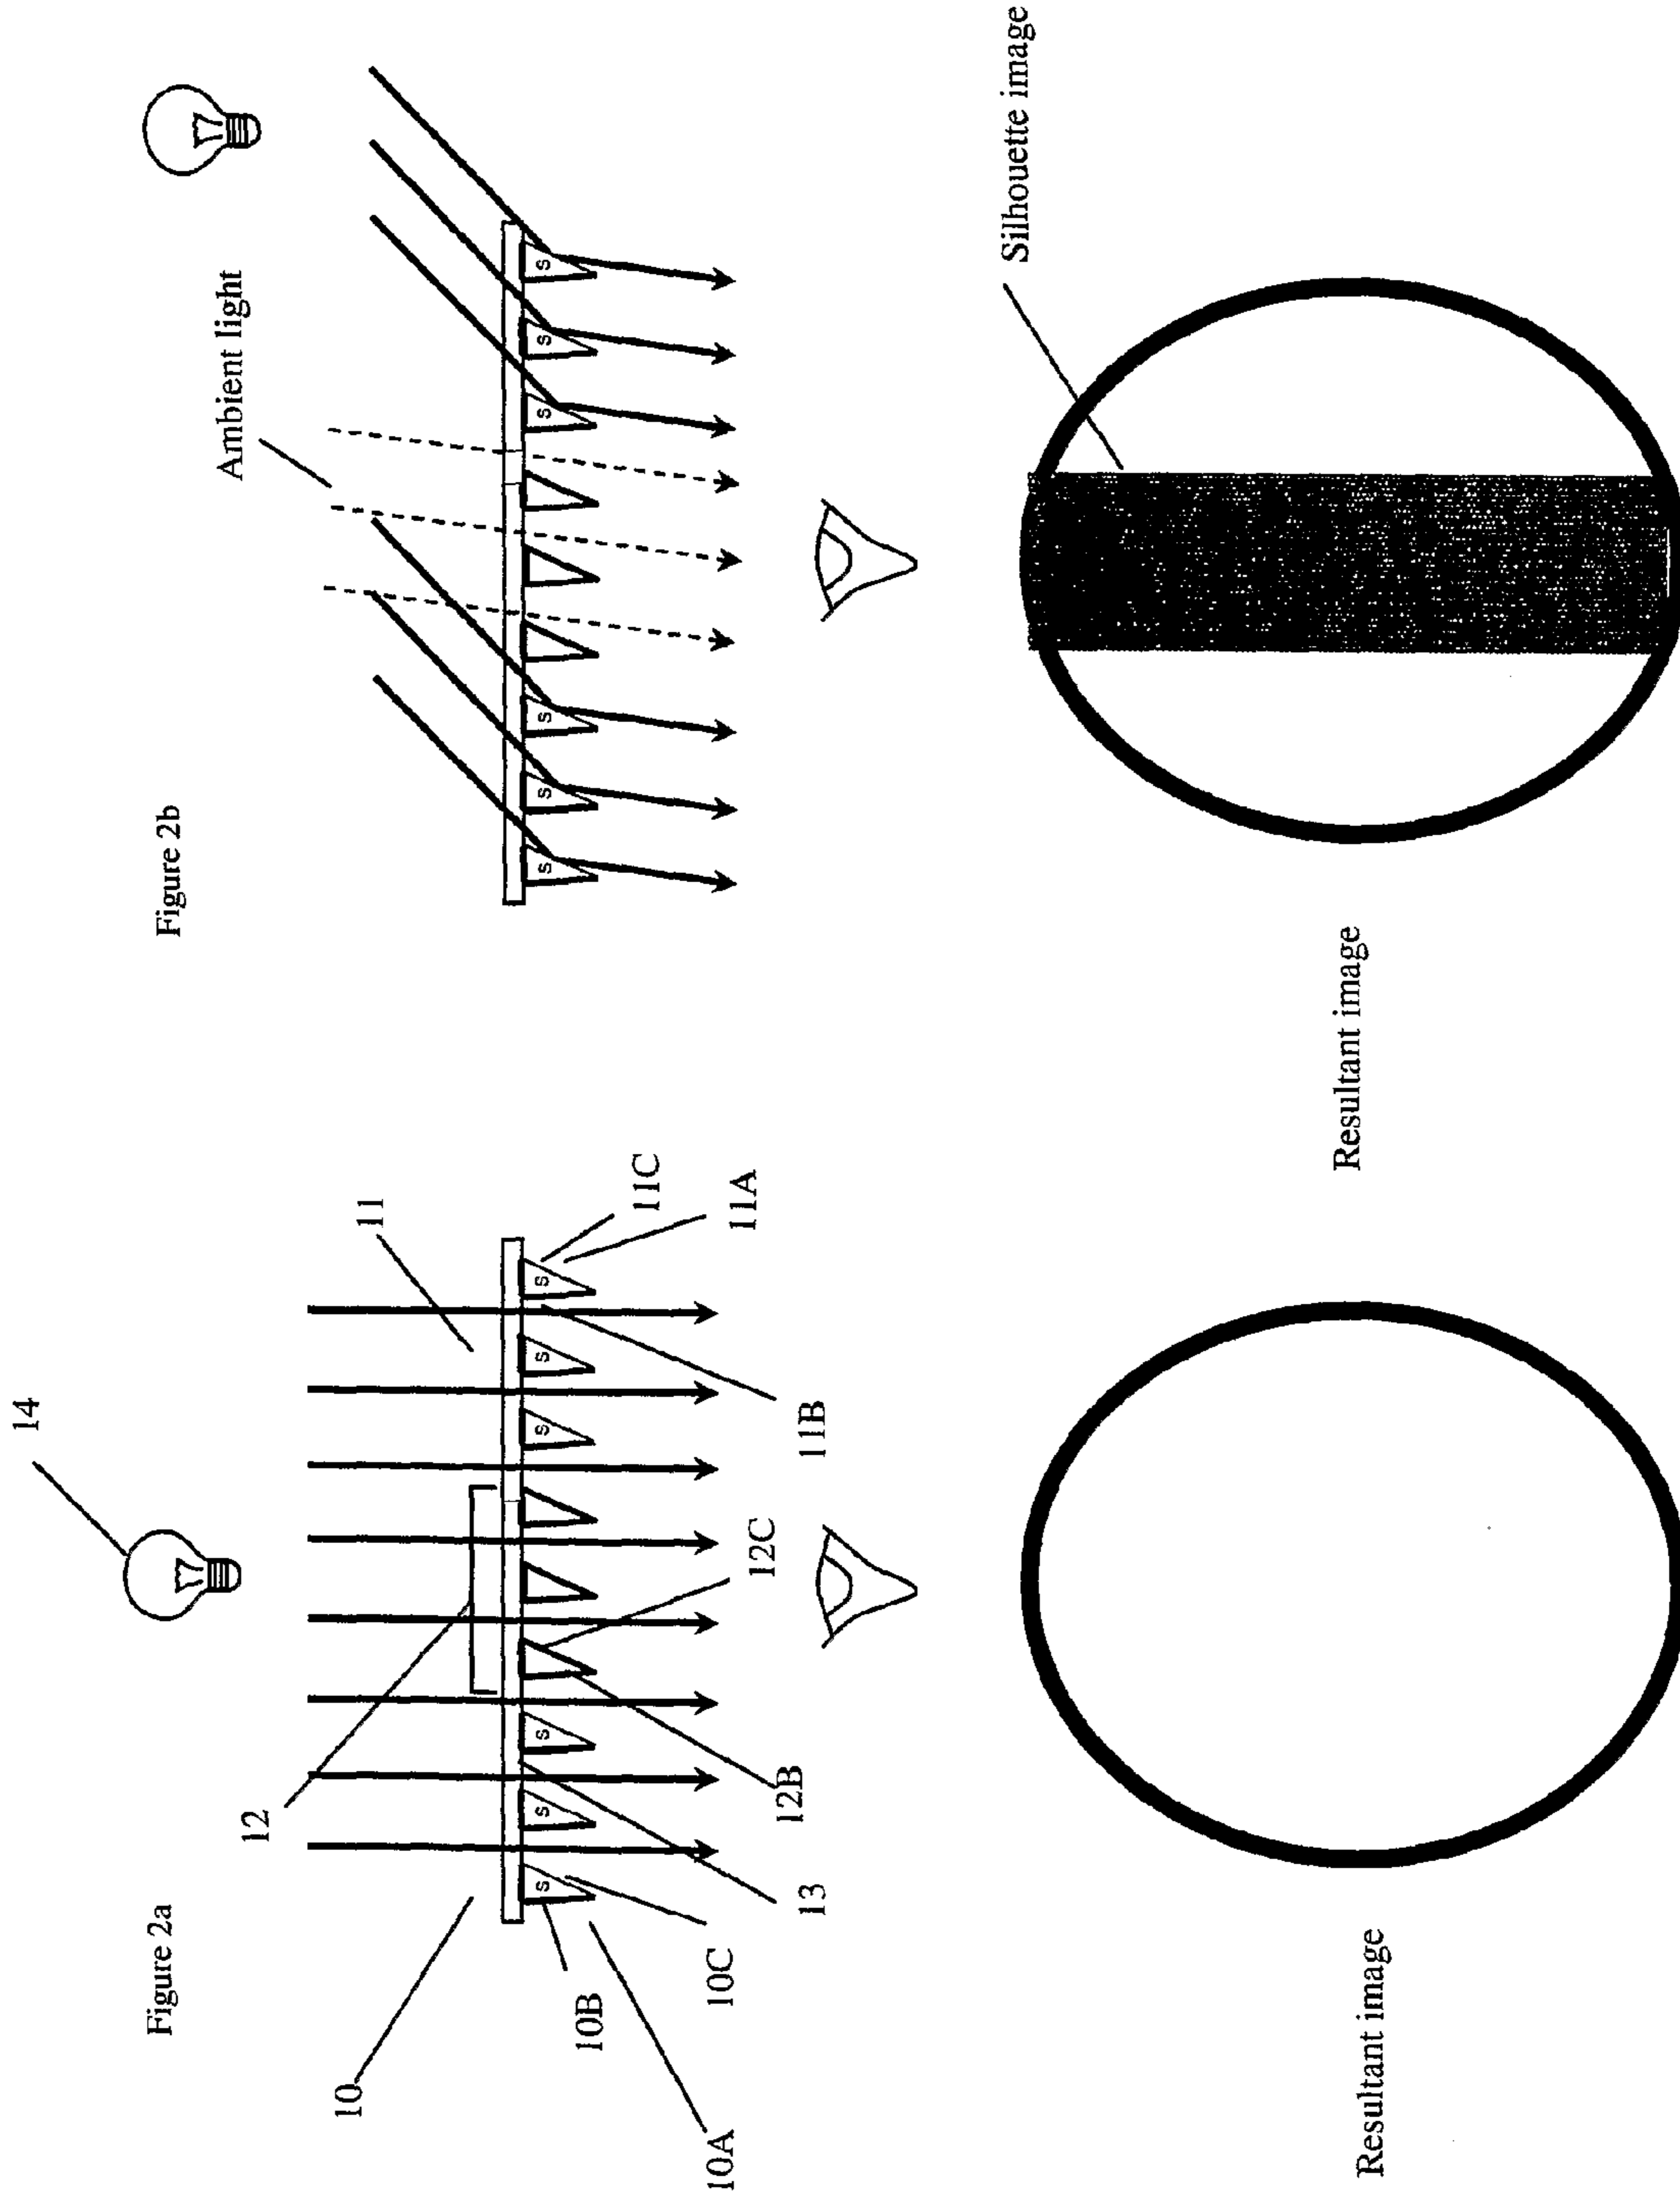 Figure 2a
14
12
11
10
S
S
S
S
S
S
10B
10A
10C
13
12B
12C
11B
11A
11C
Resultant image
Figure 2b
Ambient light
S
S
S
S
S
S
Resultant image
Silhouette image